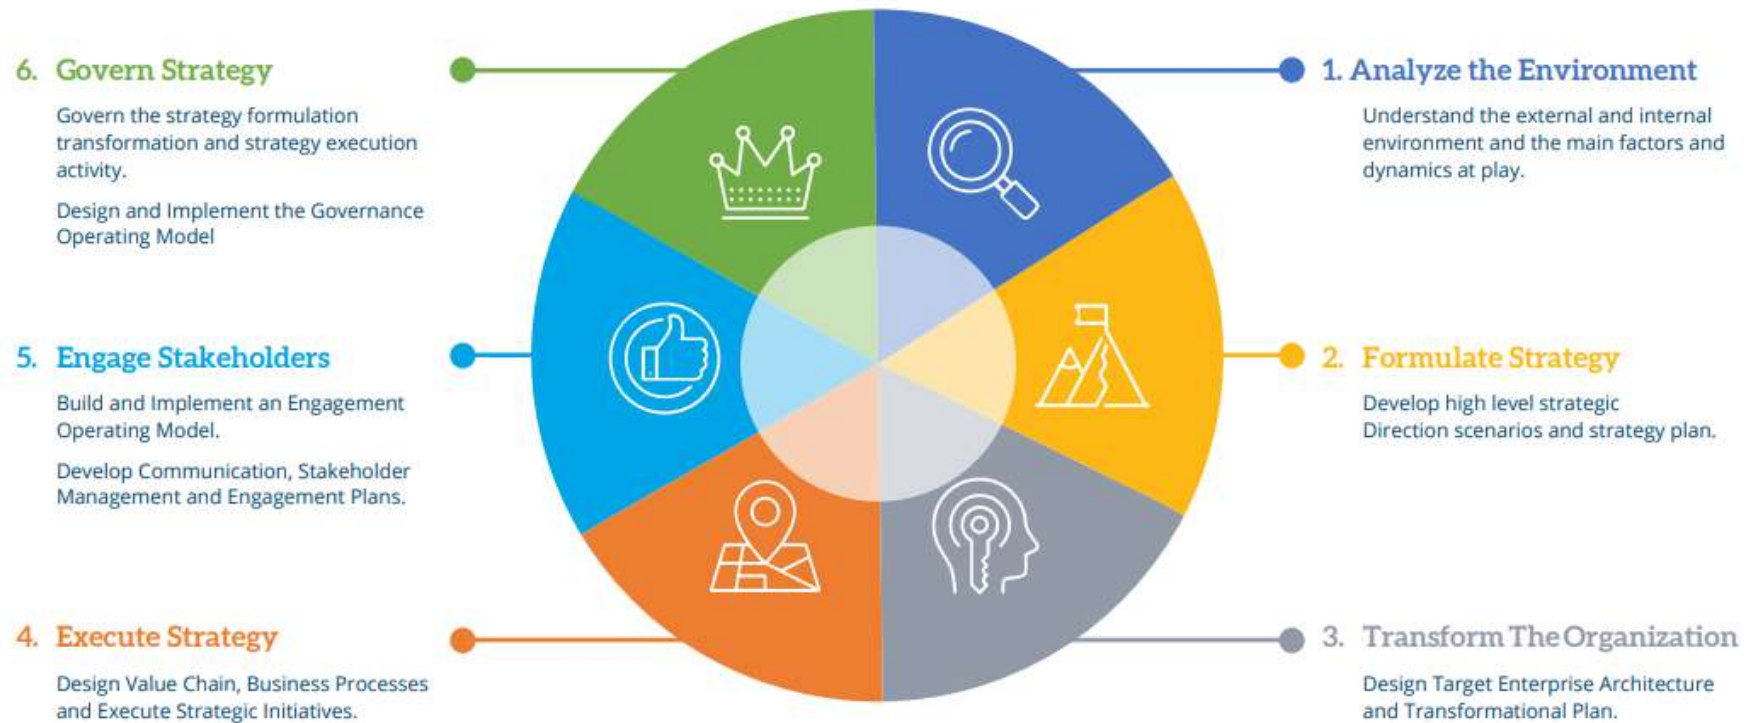 6. Govern Strategy
Govern the strategy formulation
transformation and strategy execution
activity.
Design and Implement the Governance
Operating Model
5. Engage Stakeholders
Build and Implement an Engagement
Operating Model.
Develop Communication, Stakeholder
Management and Engagement Plans.
4. Execute Strategy
Design Value Chain, Business Processes
and Execute Strategic Initiatives.
1. Analyze the Environment
Understand the external and internal
environment and the main factors and
dynamics at play.
2. Formulate Strategy
Develop high level strategic
Direction scenarios and strategy plan.
3. Transform The Organization
Design Target Enterprise Architecture
and Transformational Plan.